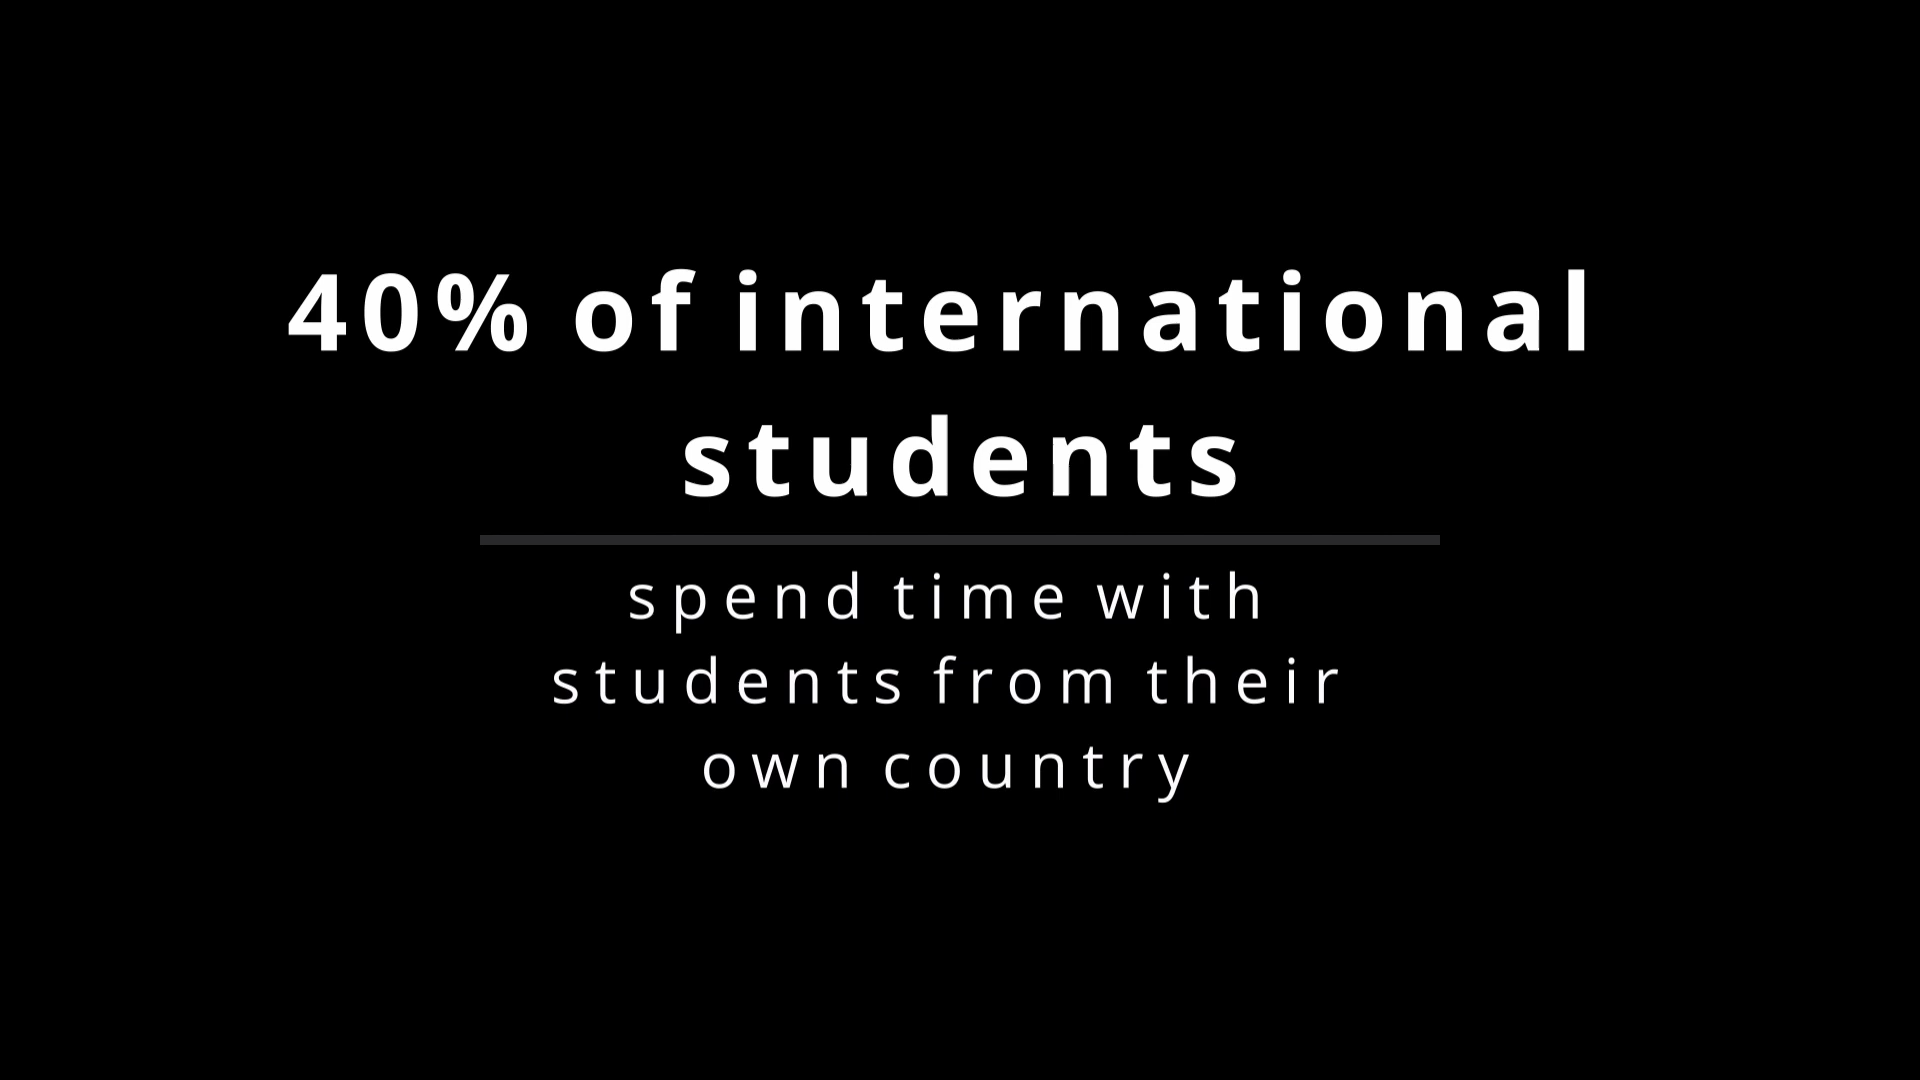 40% of international
students
spend time with
students from their
own country